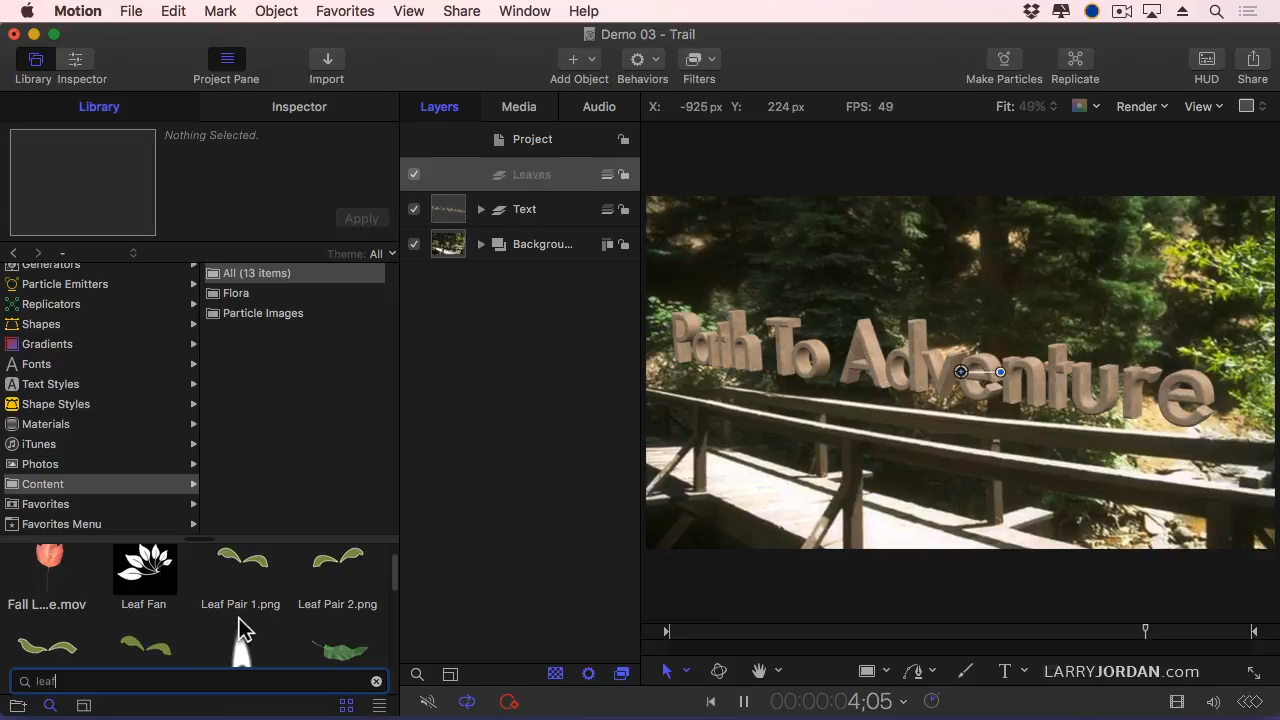 Motion File Edit Mark Object Favorites View Share Window Help
Demo 03 - Trail
Library Inspector Project Pane Import Add Object Behaviors Filters Make Particles Replicate HUD Share
Library Inspector Layers Media Audio X: -925 px Y: 224 px FPS: 49 Fit: 49% Render View
Nothing Selected.
Apply
Project
Leaves
Text
Backgrou...
Theme: All
Generators
Particle Emitters
Replicators
Shapes
Gradients
Fonts
Text Styles
Shape Styles
Materials
iTunes
Photos
Content
Favorites
Favorites Menu
All (13 items)
Flora
Particle Images
Path To Adventure
Fall L...e.mov Leaf Fan Leaf Pair 1.png Leaf Pair 2.png
leaf
T LARRYJORDAN.com
00:00:00:04;05